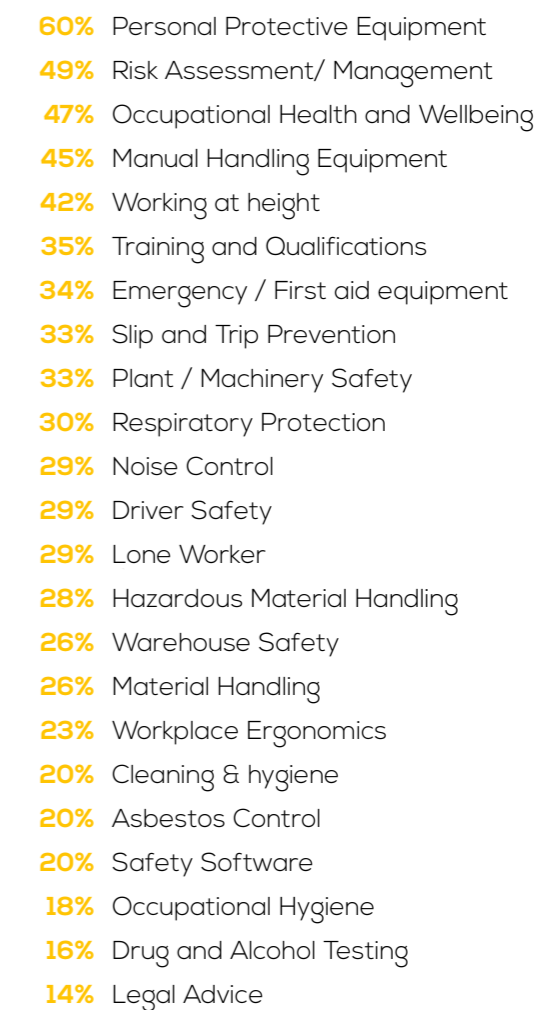 60% Personal Protective Equipment
49% Risk Assessment/ Management
47% Occupational Health and Wellbeing
45% Manual Handling Equipment
42% Working at height
35% Training and Qualifications
34% Emergency / First aid equipment
33% Slip and Trip Prevention
33% Plant / Machinery Safety
30% Respiratory Protection
29% Noise Control
29% Driver Safety
29% Lone Worker
28% Hazardous Material Handling
26% Warehouse Safety
26% Material Handling
23% Workplace Ergonomics
20% Cleaning & hygiene
20% Asbestos Control
20% Safety Software
18% Occupational Hygiene
16% Drug and Alcohol Testing
14% Legal Advice